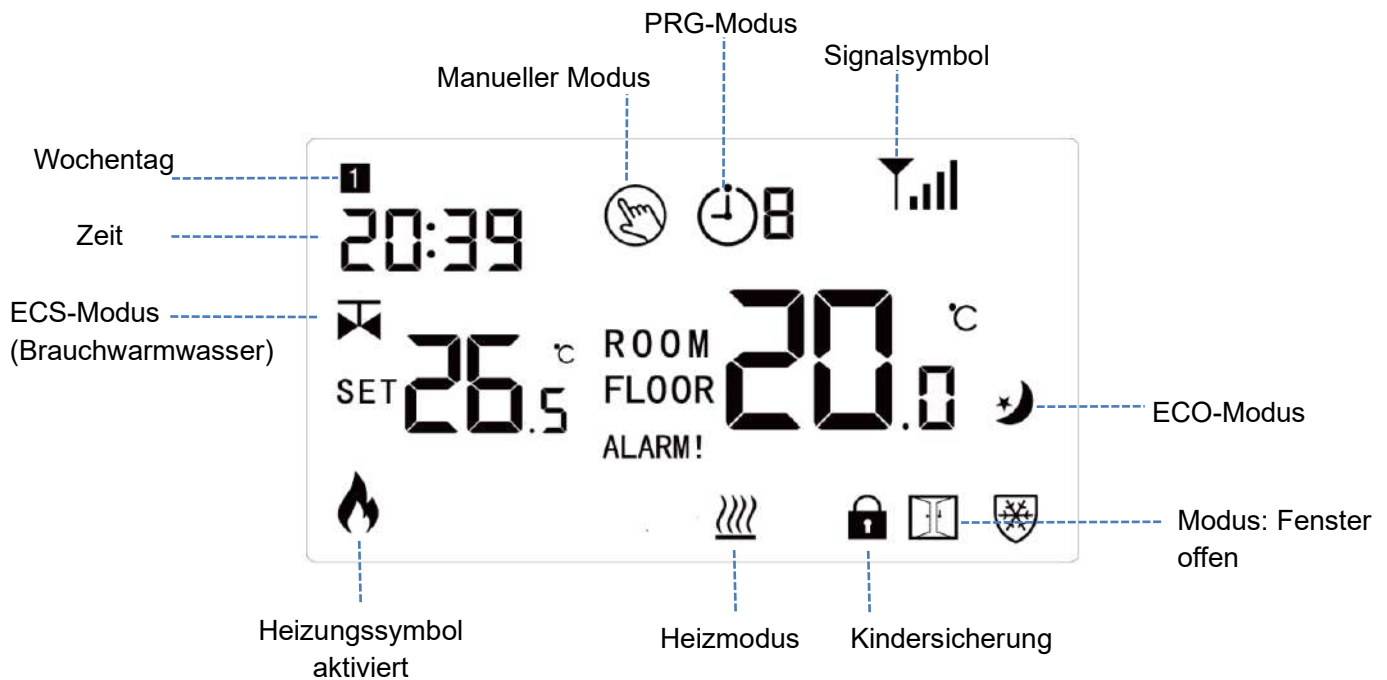 PRG-Modus
Signalsymbol
Manueller Modus
Wochentag
1
20:39
8
Zeit
ECS-Modus
(Brauchwarmwasser)
SET 26.5 °C
ROOM
FLOOR
20.0 °C
ALARM!
ECO-Modus
Modus: Fenster
offen
Heizungssymbol
aktiviert
Heizmodus
Kindersicherung